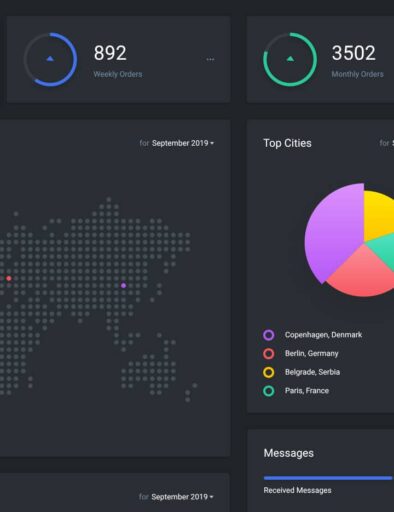 892
Weekly Orders
...
3502
Monthly Orders
for September 2019
Top Cities
for
Copenhagen, Denmark
Berlin, Germany
Belgrade, Serbia
Paris, France
Messages
Received Messages
for September 2019